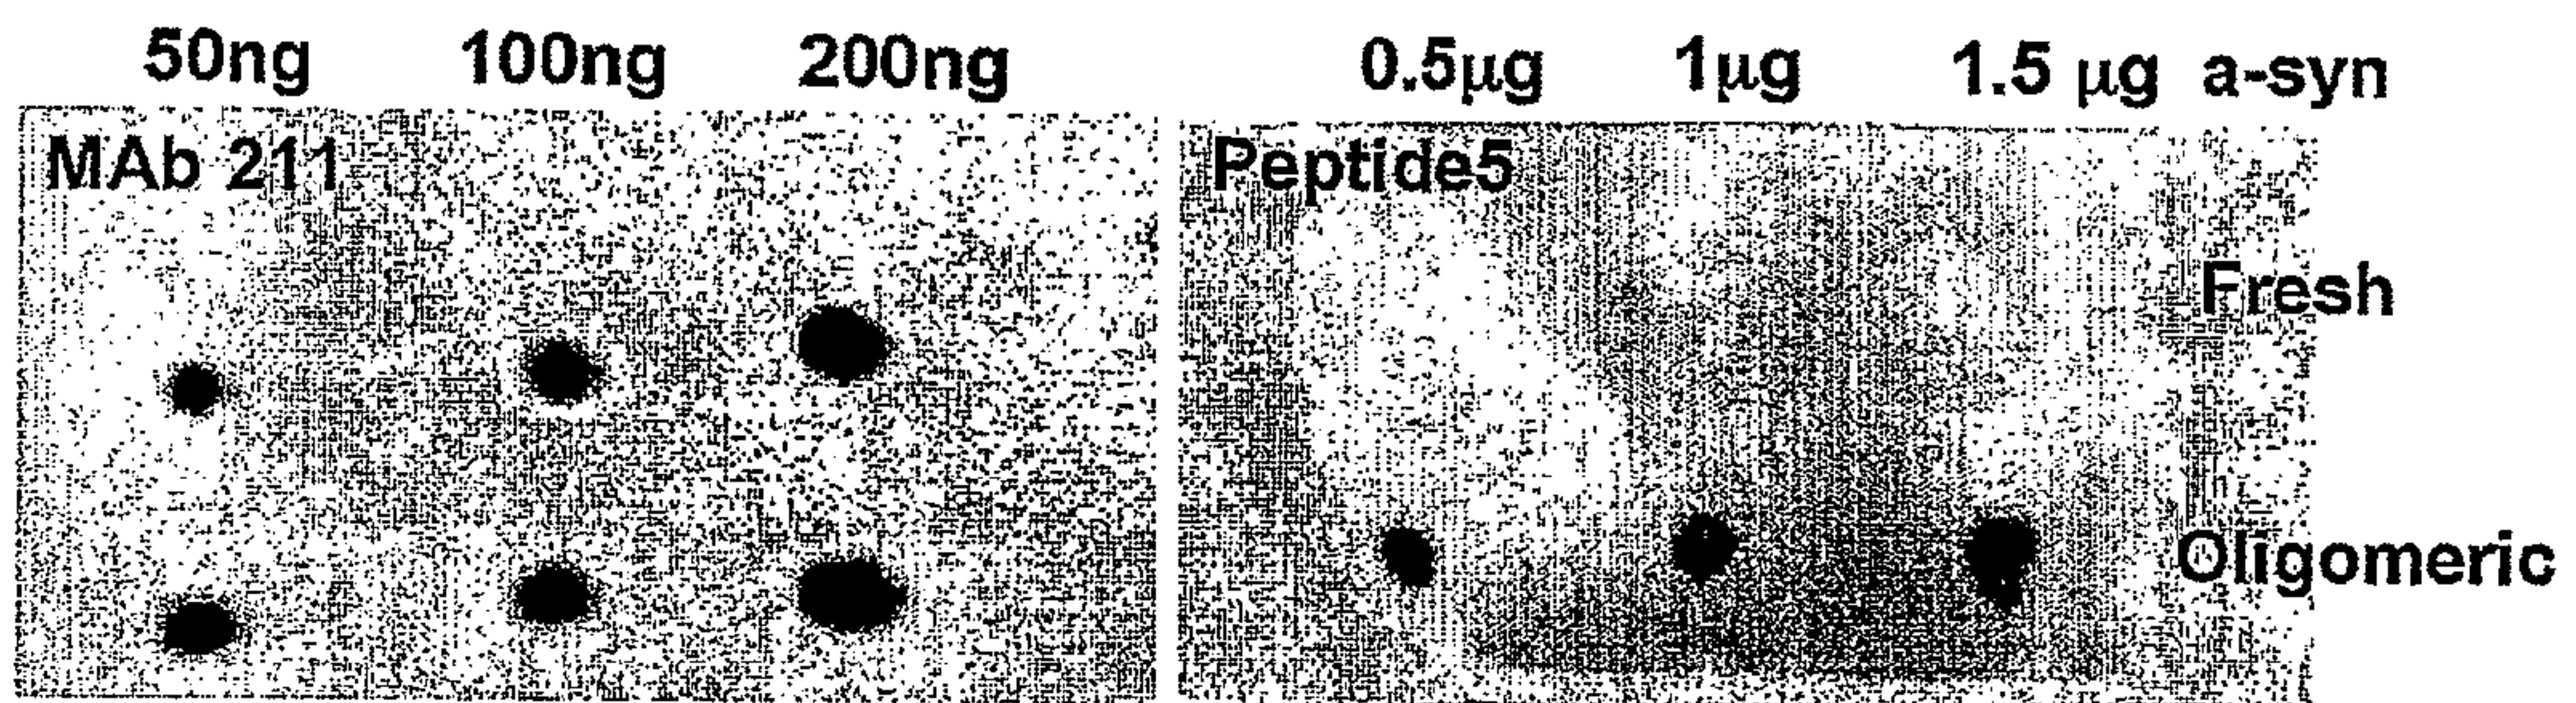 50ng 100ng 200ng 0.5μg 1μg 1.5 μg a-syn
MAb 211 Peptide5
Fresh
Oligomeric